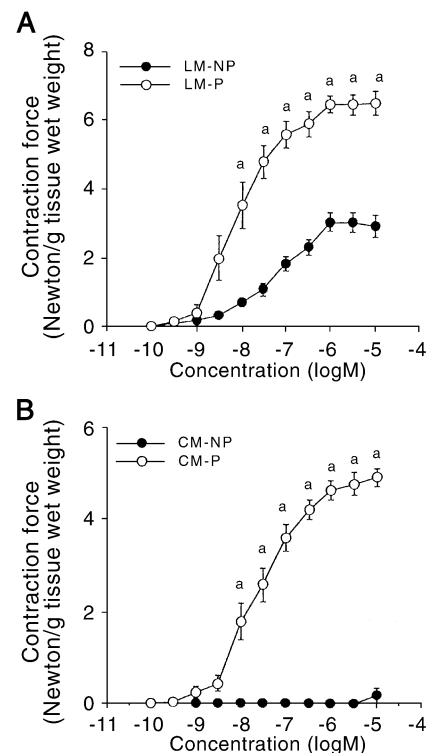 A
8
LM-NP
LM-P
a a a a a a a
6
4
2
0
Contraction force
(Newton/g tissue wet weight)
-11 -10 -9 -8 -7 -6 -5 -4
Concentration (logM)
B
6
CM-NP
CM-P
a a a a a a a
4
2
0
Contraction force
(Newton/g tissue wet weight)
-11 -10 -9 -8 -7 -6 -5 -4
Concentration (logM)